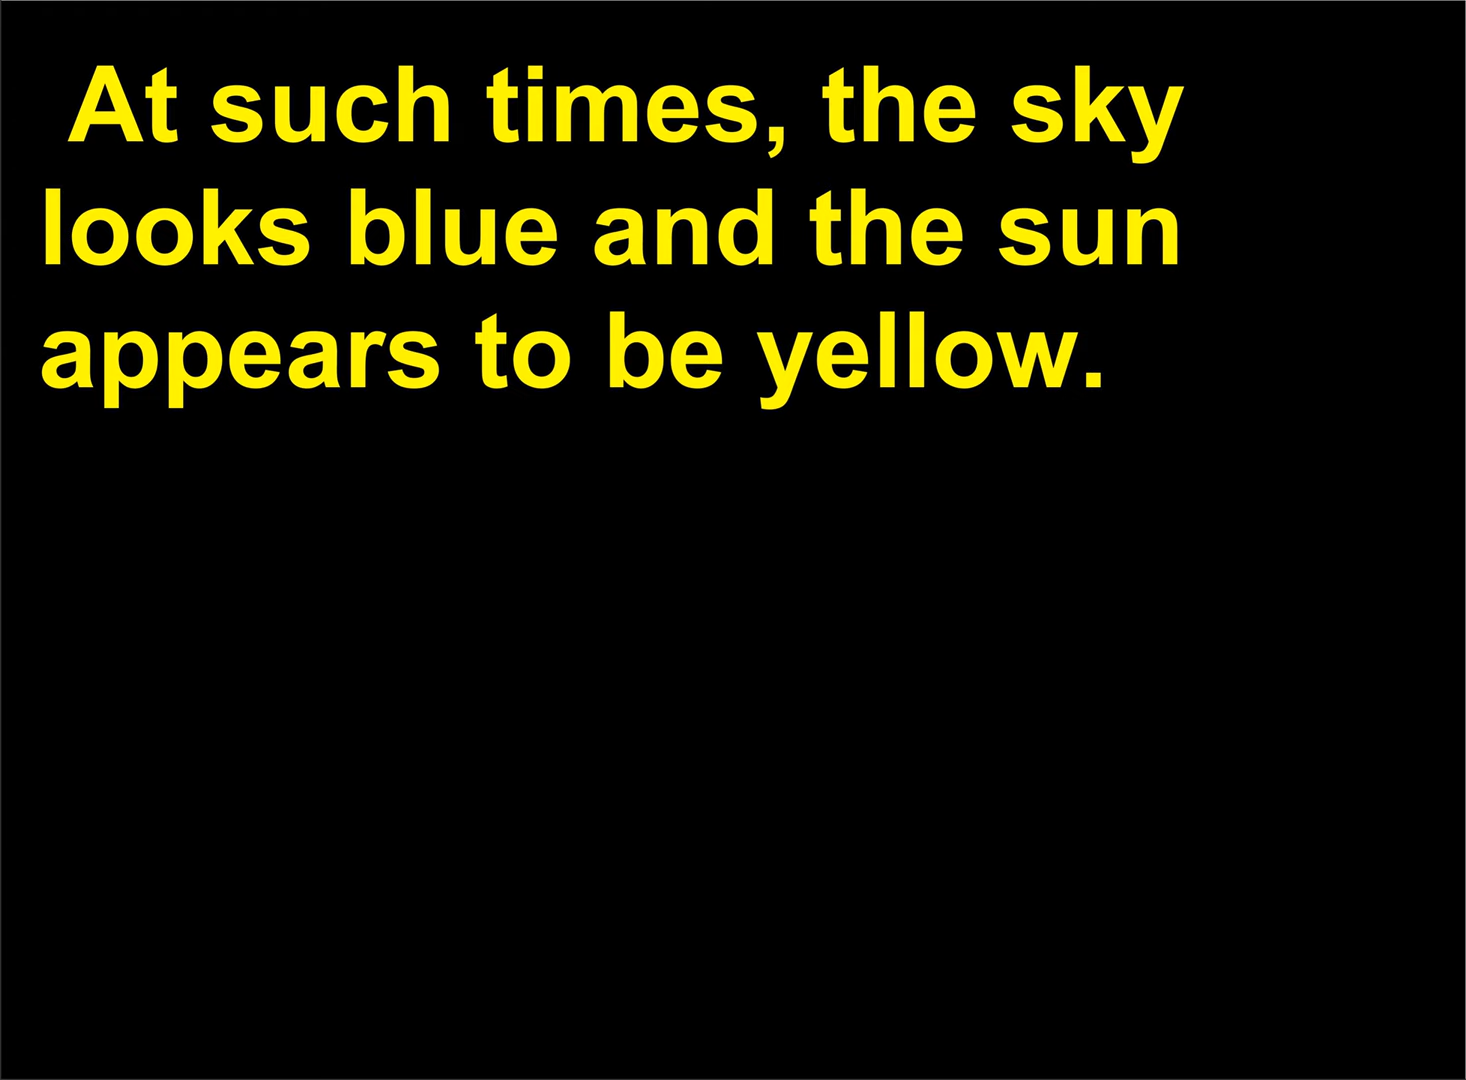 At such times, the sky
looks blue and the sun
appears to be yellow.